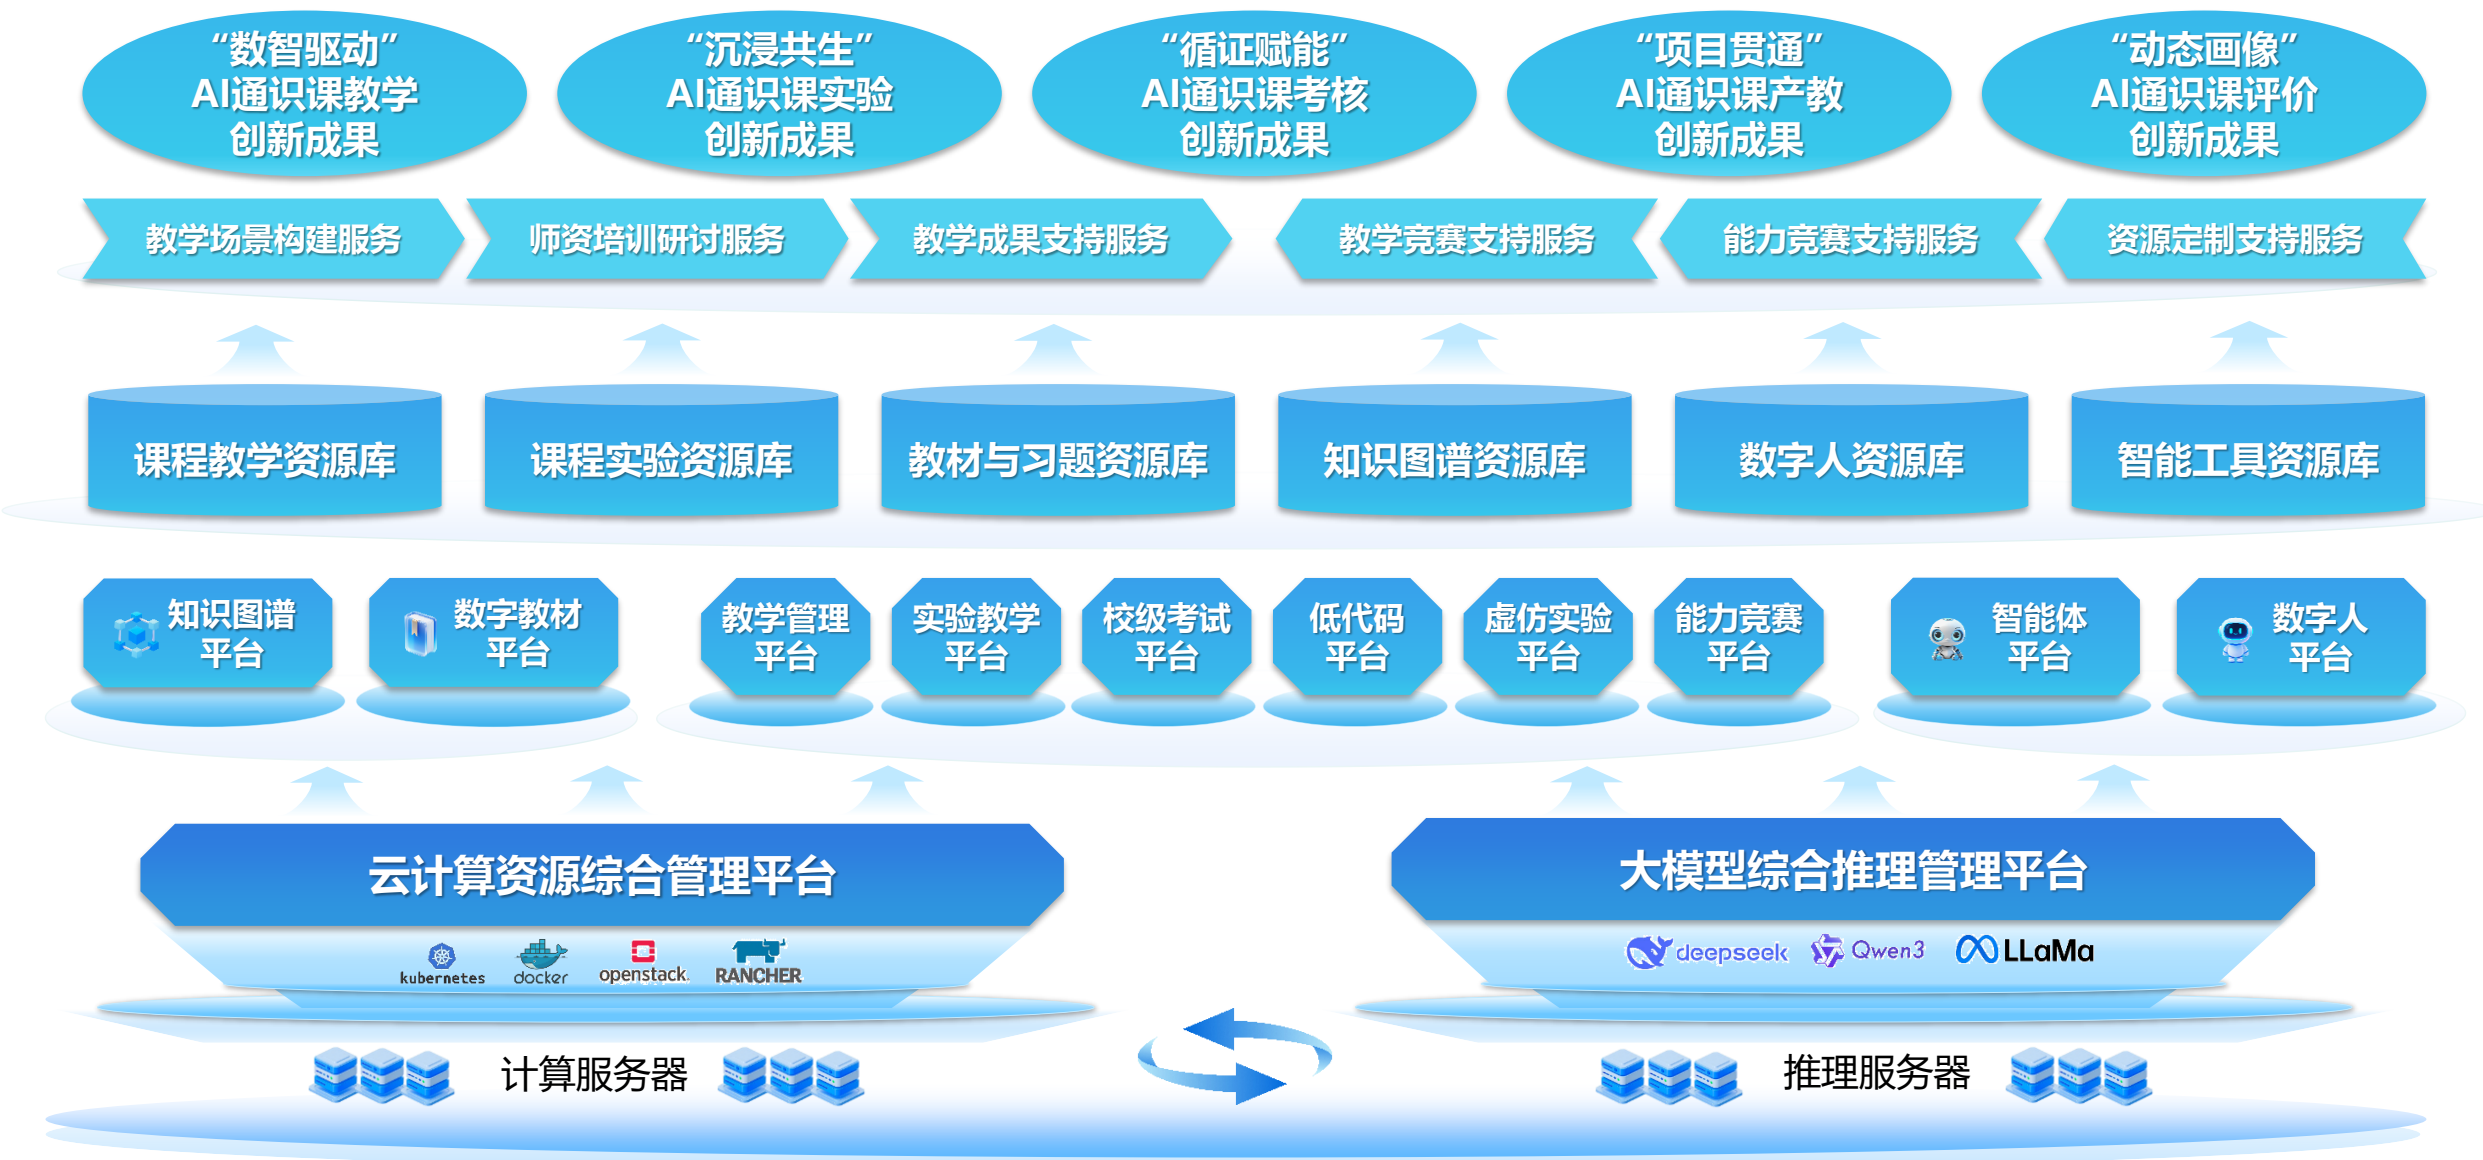 “数智驱动”
AI通识课教学
创新成果
“沉浸共生”
AI通识课实验
创新成果
“循证赋能”
AI通识课考核
创新成果
“项目贯通”
AI通识课产教
创新成果
“动态画像”
AI通识课评价
创新成果
教学场景构建服务
师资培训研讨服务
教学成果支持服务
教学竞赛支持服务
能力竞赛支持服务
资源定制支持服务
课程教学资源库
课程实验资源库
教材与习题资源库
知识图谱资源库
数字人资源库
智能工具资源库
知识图谱
平台
数字教材
平台
教学管理
平台
实验教学
平台
校级考试
平台
低代码
平台
虚仿实验
平台
能力竞赛
平台
智能体
平台
数字人
平台
云计算资源综合管理平台
kubernetes
docker
openstack.
RANCHER
大模型综合推理管理平台
deepseek
Qwen3
LLaMa
计算服务器
推理服务器